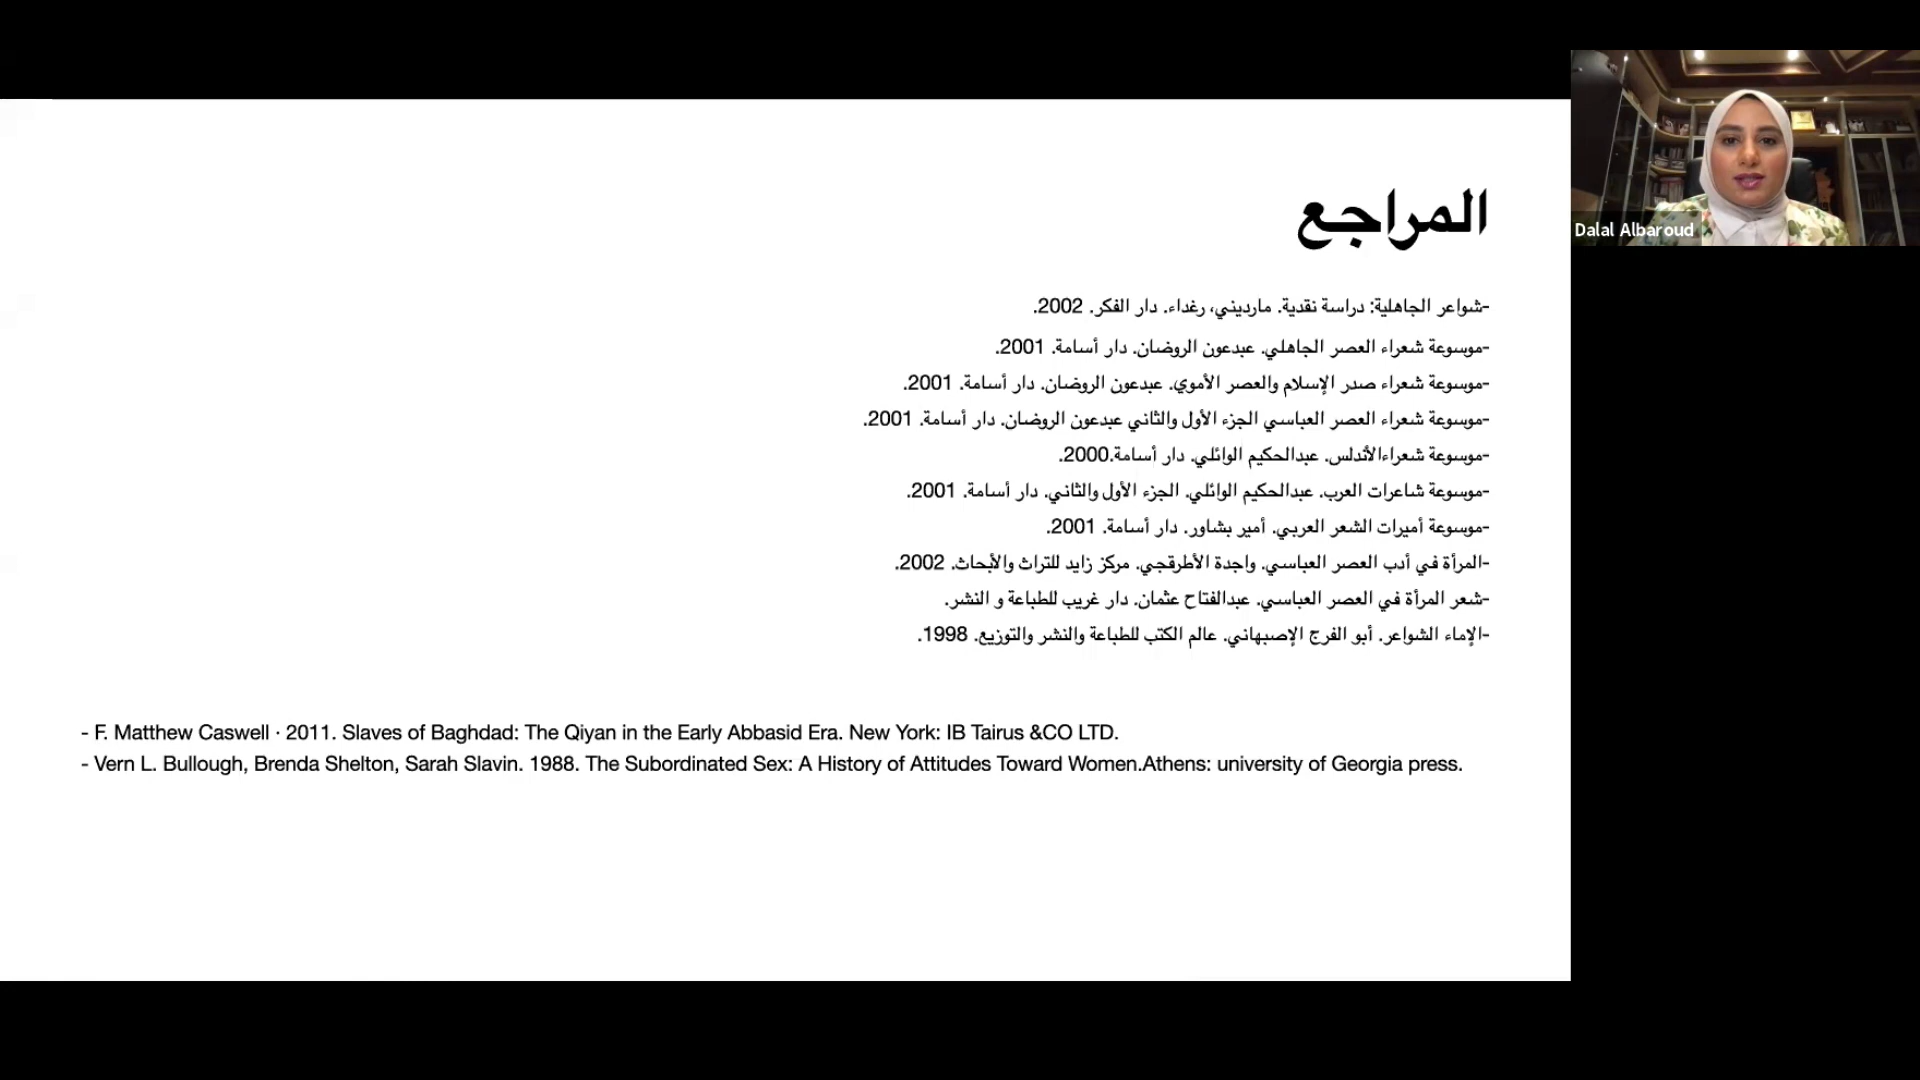 المراجع
-شواعر الجاهلية: دراسة نقدية. مارديني، رغداء. دار الفكر. 2002.
-موسوعة شعراء العصر الجاهلي. عبدعون الروضان. دار أسامة. 2001.
-موسوعة شعراء صدر الإسلام والعصر الأموي. عبدعون الروضان. دار أسامة. 2001.
-موسوعة شعراء العصر العباسي الجزء الأول والثاني عبدعون الروضان. دار أسامة. 2001.
-موسوعة شعراءالأندلس. عبدالحكيم الوائلي. دار أسامة.2000.
-موسوعة شاعرات العرب. عبدالحكيم الوائلي. الجزء الأول والثاني. دار أسامة. 2001.
-موسوعة أميرات الشعر العربي. أمير بشاور. دار أسامة. 2001.
-المرأة في أدب العصر العباسي. واجدة الأطرقجي. مركز زايد للتراث والأبحاث. 2002.
-شعر المرأة في العصر العباسي. عبدالفتاح عثمان. دار غريب للطباعة و النشر.
-الإماء الشواعر. أبو الفرج الإصبهاني. عالم الكتب للطباعة والنشر والتوزيع. 1998.
- F. Matthew Caswell · 2011. Slaves of Baghdad: The Qiyan in the Early Abbasid Era. New York: IB Tairus &CO LTD.
- Vern L. Bullough, Brenda Shelton, Sarah Slavin. 1988. The Subordinated Sex: A History of Attitudes Toward Women.Athens: university of Georgia press.
Dalal Albaroud